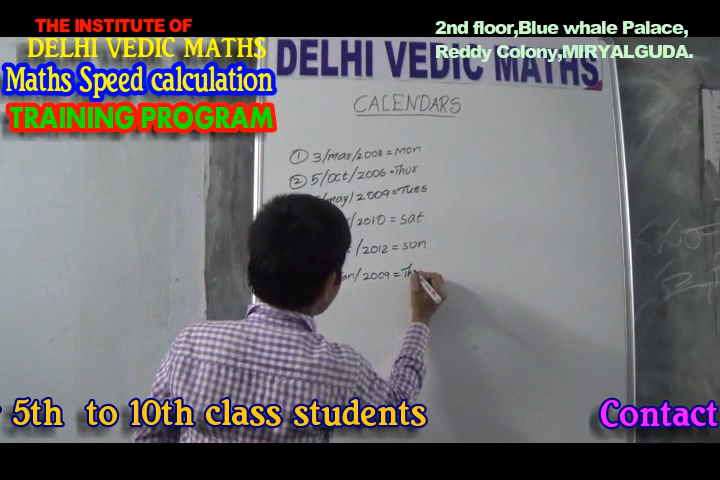 THE INSTITUTE OF
DELHI VEDIC MATHS
Maths Speed calculation
TRAINING PROGRAM
2nd floor,Blue whale Palace,
Reddy Colony,MIRYALGUDA.
DELHI VEDIC MATHS
CALENDARS
① 3/mar/2008 = Mon
② 5/Oct/2006 = Thur
/may/2009 = Tues
/2010 = Sat
/2012 = Sun
/2009 = Th
5th to 10th class students
Contact